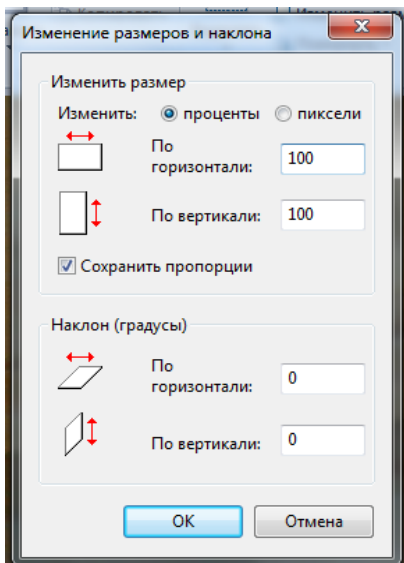 Изменение размеров и наклона
Изменить размер
Изменить: проценты пиксели
По
горизонтали: 100
По вертикали: 100
Сохранить пропорции
Наклон (градусы)
По
горизонтали: 0
По вертикали: 0
ОК Отмена